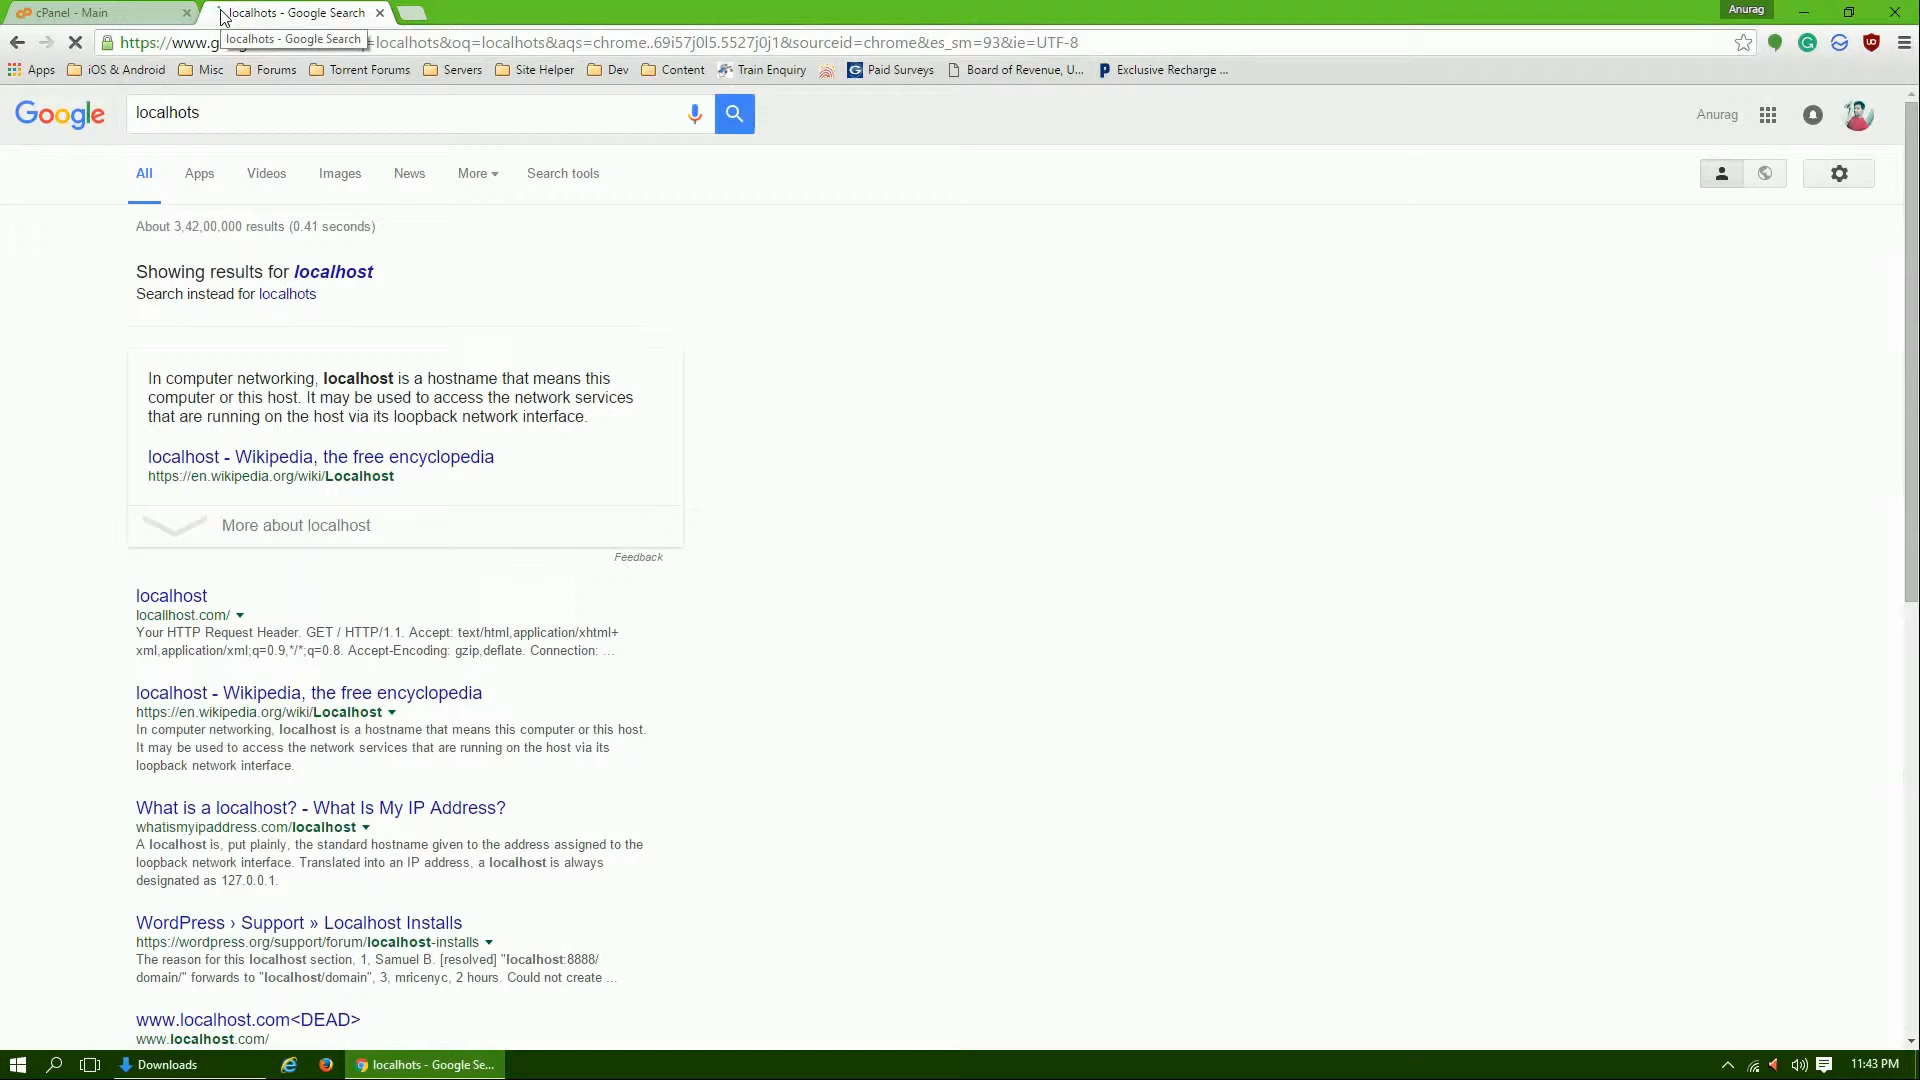 cPanel - Main
localhots - Google Search
Anurag
https://www.g
localhots - Google Search
=localhots&oq=localhots&aqs=chrome..69i57j0l5.5527j0j1&sourceid=chrome&es_sm=93&ie=UTF-8
Apps
iOS & Android
Misc
Forums
Torrent Forums
Servers
Site Helper
Dev
Content
Train Enquiry
Paid Surveys
Board of Revenue, U...
Exclusive Recharge ...
Google
localhots
Anurag
All
Apps
Videos
Images
News
More
Search tools
About 3,42,00,000 results (0.41 seconds)
Showing results for localhost
Search instead for localhots
In computer networking, localhost is a hostname that means this
computer or this host. It may be used to access the network services
that are running on the host via its loopback network interface.
localhost - Wikipedia, the free encyclopedia
https://en.wikipedia.org/wiki/Localhost
More about localhost
Feedback
localhost
locallhost.com/
Your HTTP Request Header. GET / HTTP/1.1. Accept: text/html,application/xhtml+
xml,application/xml;q=0.9,*/*;q=0.8. Accept-Encoding: gzip,deflate. Connection: ...
localhost - Wikipedia, the free encyclopedia
https://en.wikipedia.org/wiki/Localhost
In computer networking, localhost is a hostname that means this computer or this host.
It may be used to access the network services that are running on the host via its
loopback network interface.
What is a localhost? - What Is My IP Address?
whatismyipaddress.com/localhost
A localhost is, put plainly, the standard hostname given to the address assigned to the
loopback network interface. Translated into an IP address, a localhost is always
designated as 127.0.0.1.
WordPress › Support » Localhost Installs
https://wordpress.org/support/forum/localhost-installs
The reason for this localhost section, 1, Samuel B. [resolved] "localhost:8888/
domain/" forwards to "localhost/domain", 3, mricenyc, 2 hours. Could not create ...
www.localhost.com<DEAD>
www.localhost.com/
Downloads
localhots - Google Se...
11:43 PM